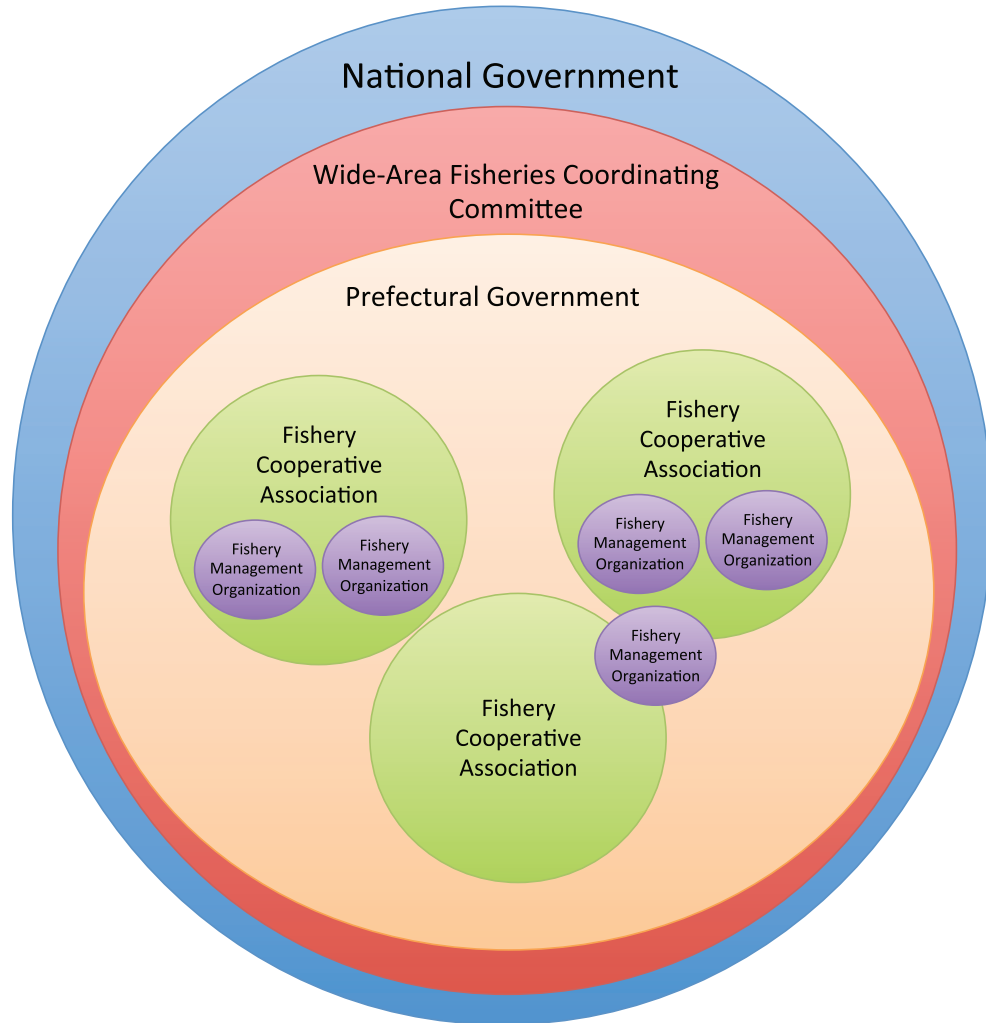 National Government
Wide-Area Fisheries Coordinating
Committee
Prefectural Government
Fishery
Cooperative
Association
Fishery
Management
Organization
Fishery
Management
Organization
Fishery
Cooperative
Association
Fishery
Management
Organization
Fishery
Management
Organization
Fishery
Management
Organization
Fishery
Cooperative
Association